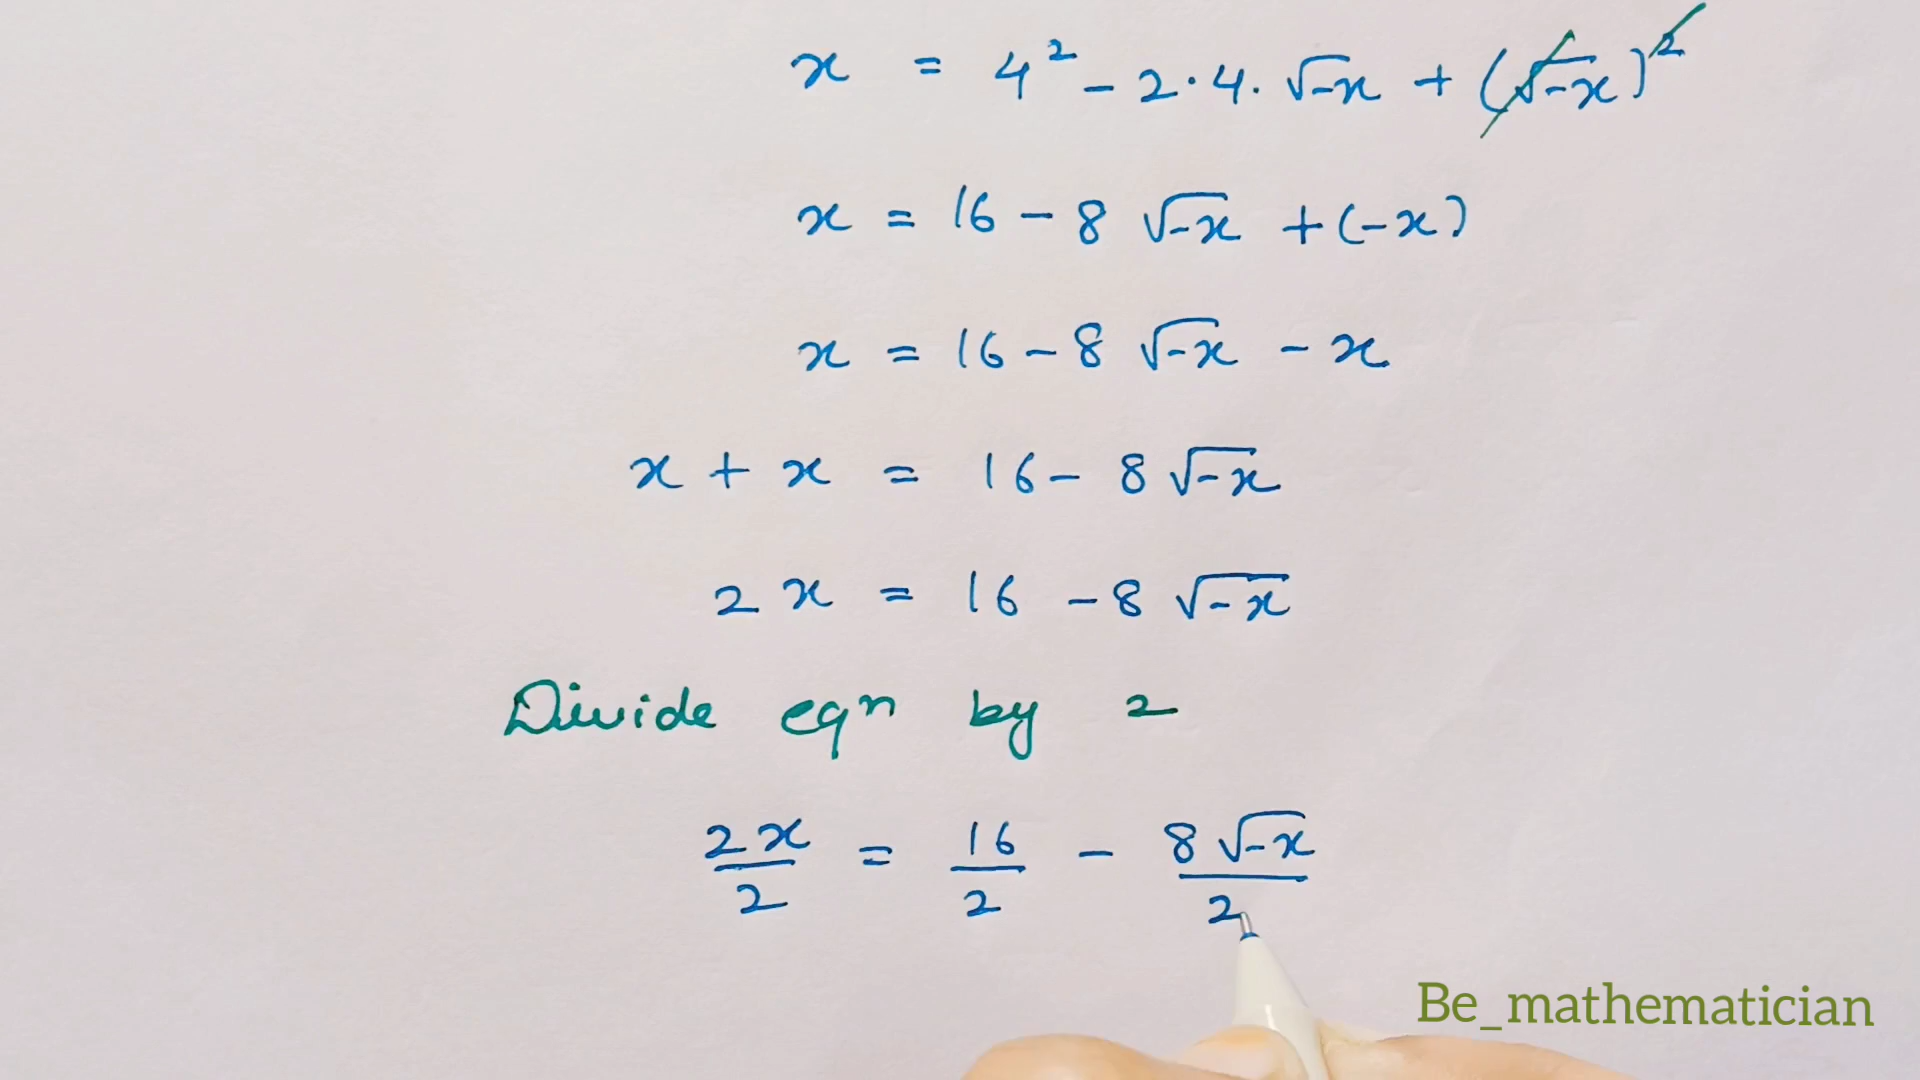 x = 4² - 2·4·√-x + (√-x)²
x = 16 - 8 √-x + (-x)
x = 16 - 8 √-x - x
x + x = 16 - 8 √-x
2x = 16 - 8 √-x
Divide eqn by 2
2x/2 = 16/2 - 8√-x/2
Be_mathematician